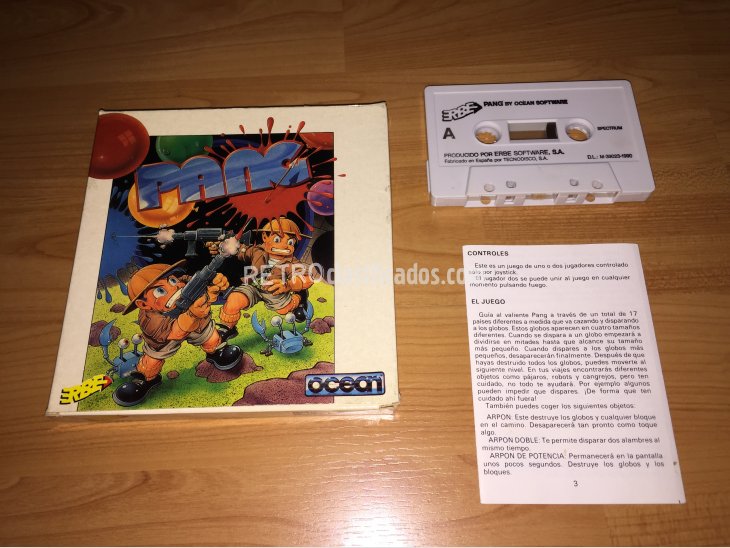 PANG
ERBE
ocean
ERBE PANG BY OCEAN SOFTWARE
A
SPECTRUM
PRODUCIDO POR ERBE SOFTWARE, S.A.
Fabricado en España por TECNODISCO, S.A.
D.L.: M-39023-1990
CONTROLES
Este es un juego de uno o dos jugadores controlado
sólo por joystick.
El jugador dos se puede unir al juego en cualquier
momento pulsando fuego.
EL JUEGO
Guía al valiente Pang a través de un total de 17
países diferentes a medida que va cazando y disparando
a los globos. Estos globos aparecen en cuatro tamaños
diferentes. Cuando se dispara a un globo empezará a
dividirse en mitades hasta que alcance su tamaño
más pequeño. Cuando dispares a los globos más
pequeños, desaparecerán finalmente. Después de que
hayas destruido todos los globos, puedes moverte al
siguiente nivel. En tus viajes encontrarás diferentes
objetos como pájaros, robots y cangrejos, pero ten
cuidado, no todo te ayudará. Por ejemplo algunos
pueden impedir que dispares. ¡De forma que ten
cuidado ahí fuera!
También puedes coger los siguientes objetos:
ARPON: Este destruye los globos y cualquier bloque
en el camino. Desaparecerá tan pronto como toque
algo.
ARPON DOBLE: Te permite disparar dos alambres al
mismo tiempo.
ARPON DE POTENCIA: Permanecerá en la pantalla
unos pocos segundos. Destruye los globos y los
bloques.
3